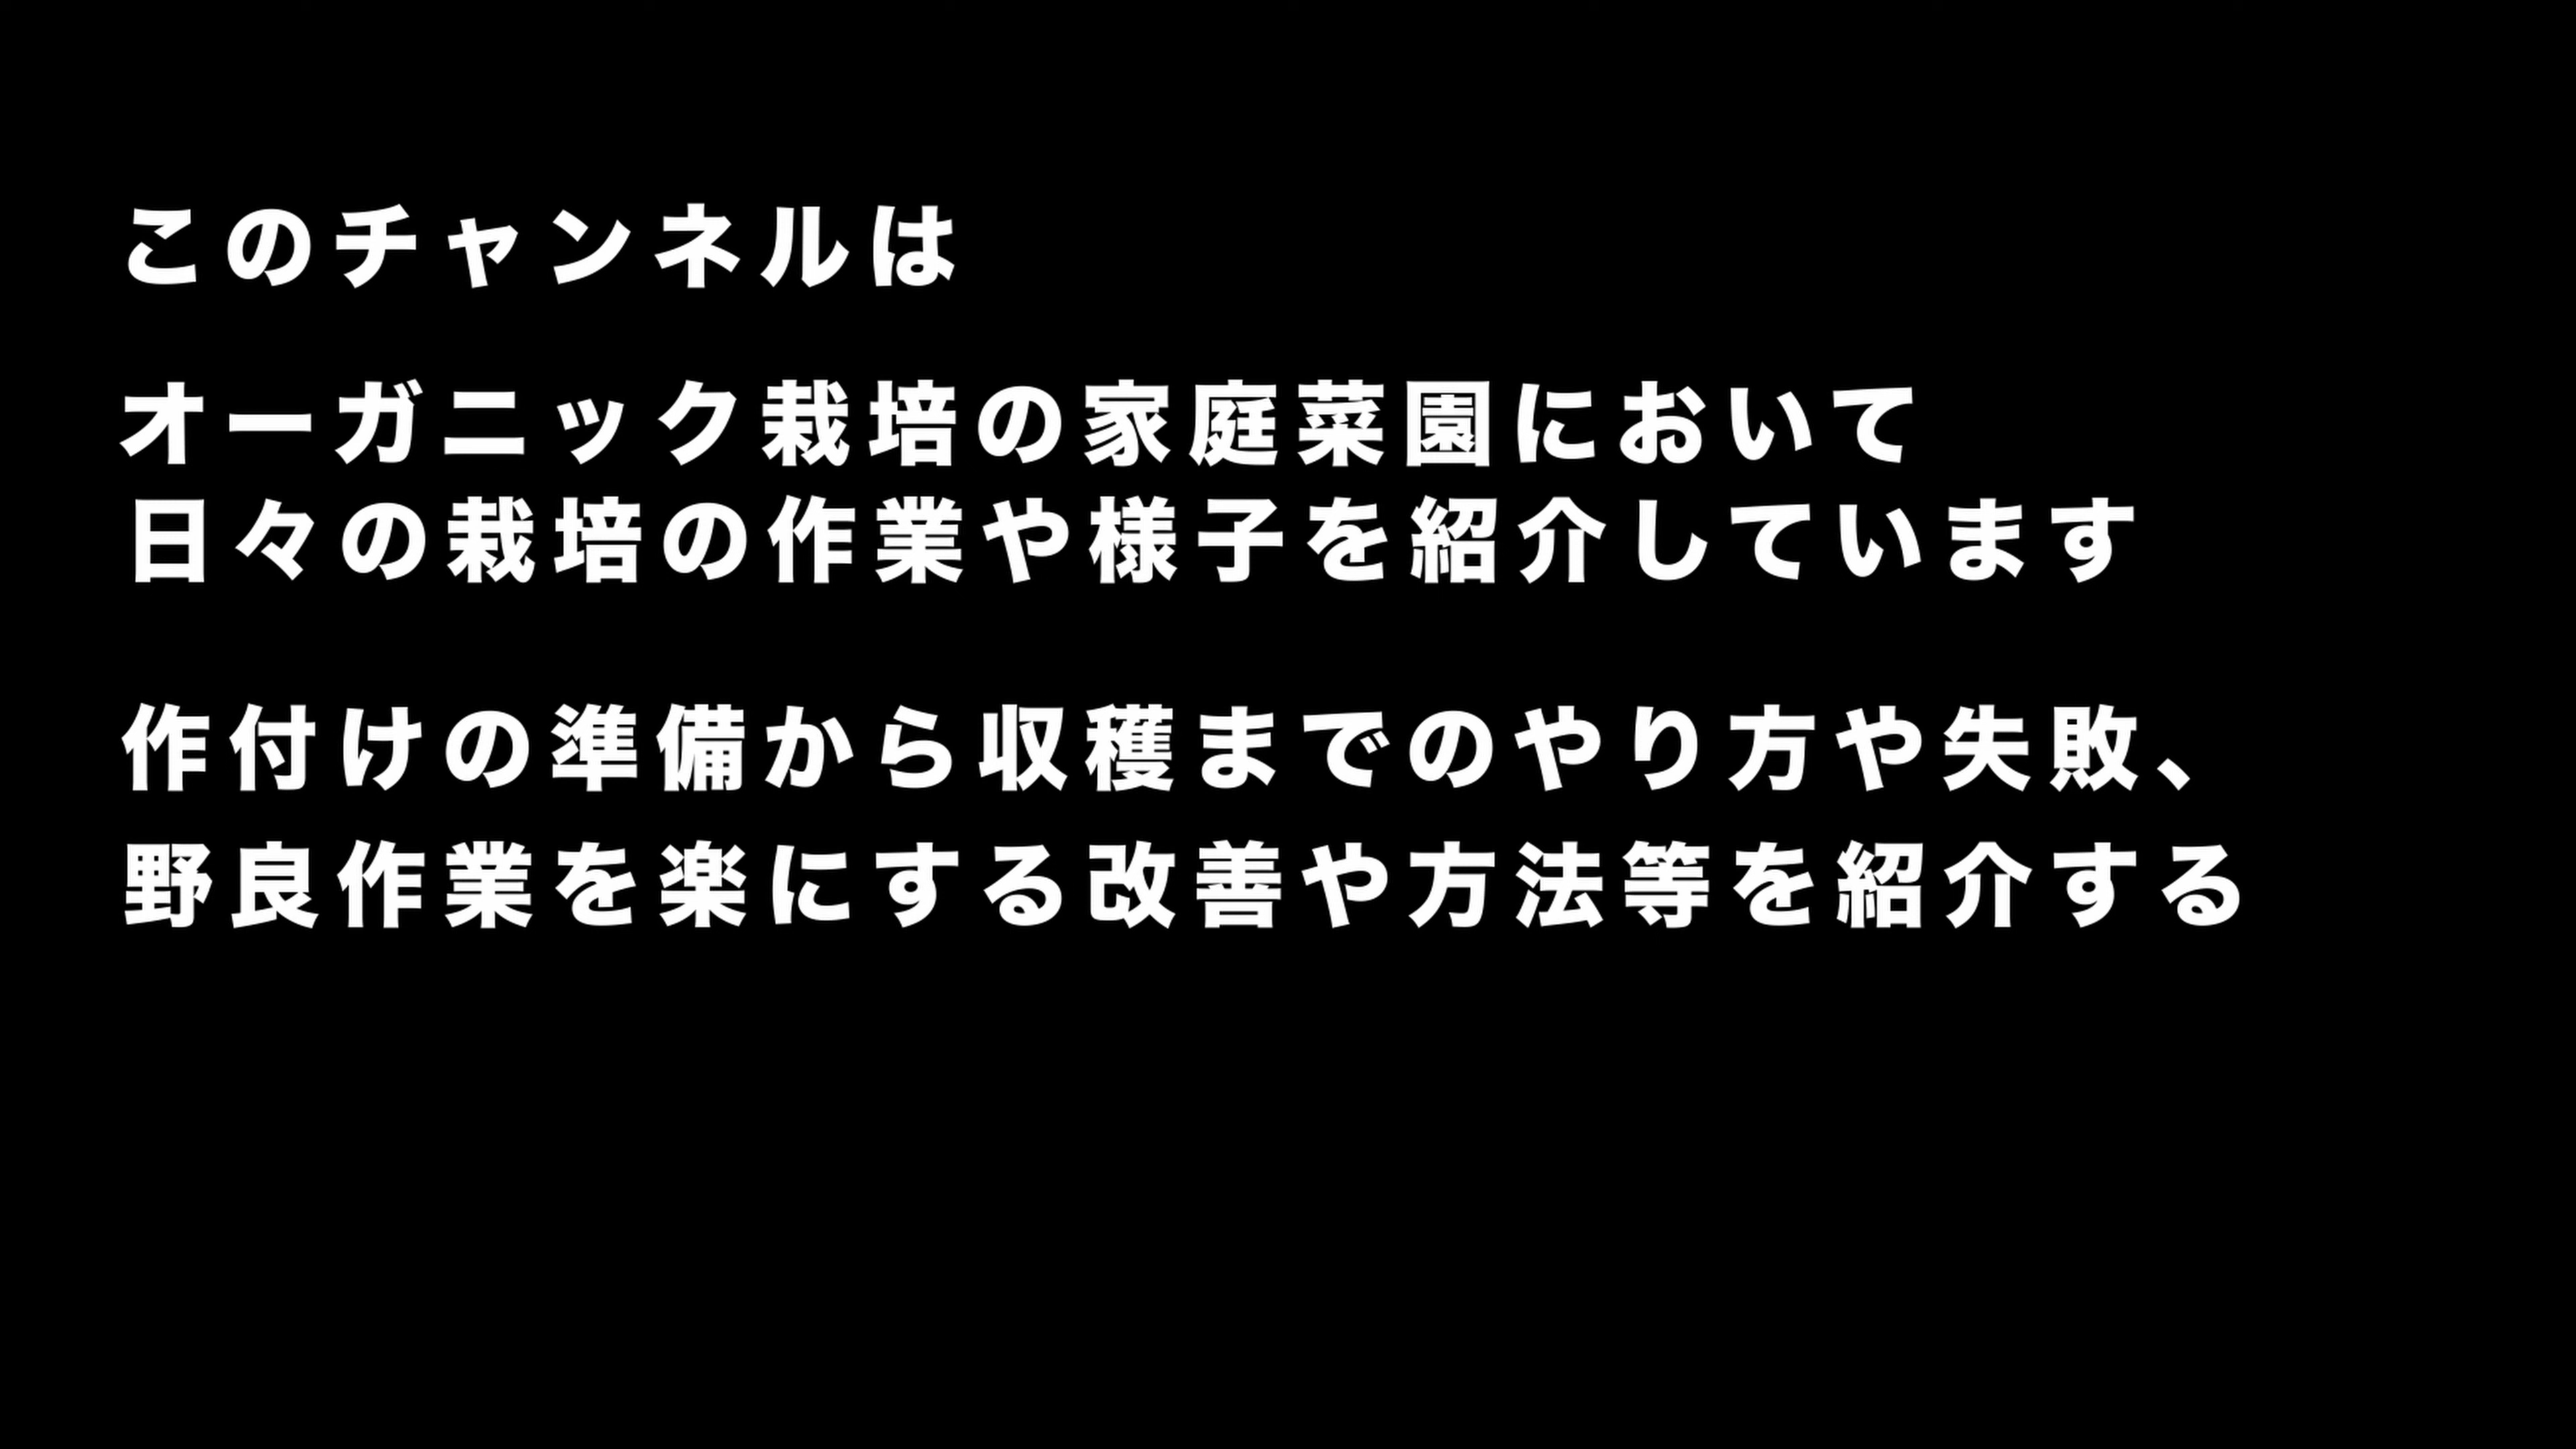 このチャンネルは
オーガニック栽培の家庭菜園において
日々の栽培の作業や様子を紹介しています
作付けの準備から収穫までのやり方や失敗、
野良作業を楽にする改善や方法等を紹介する